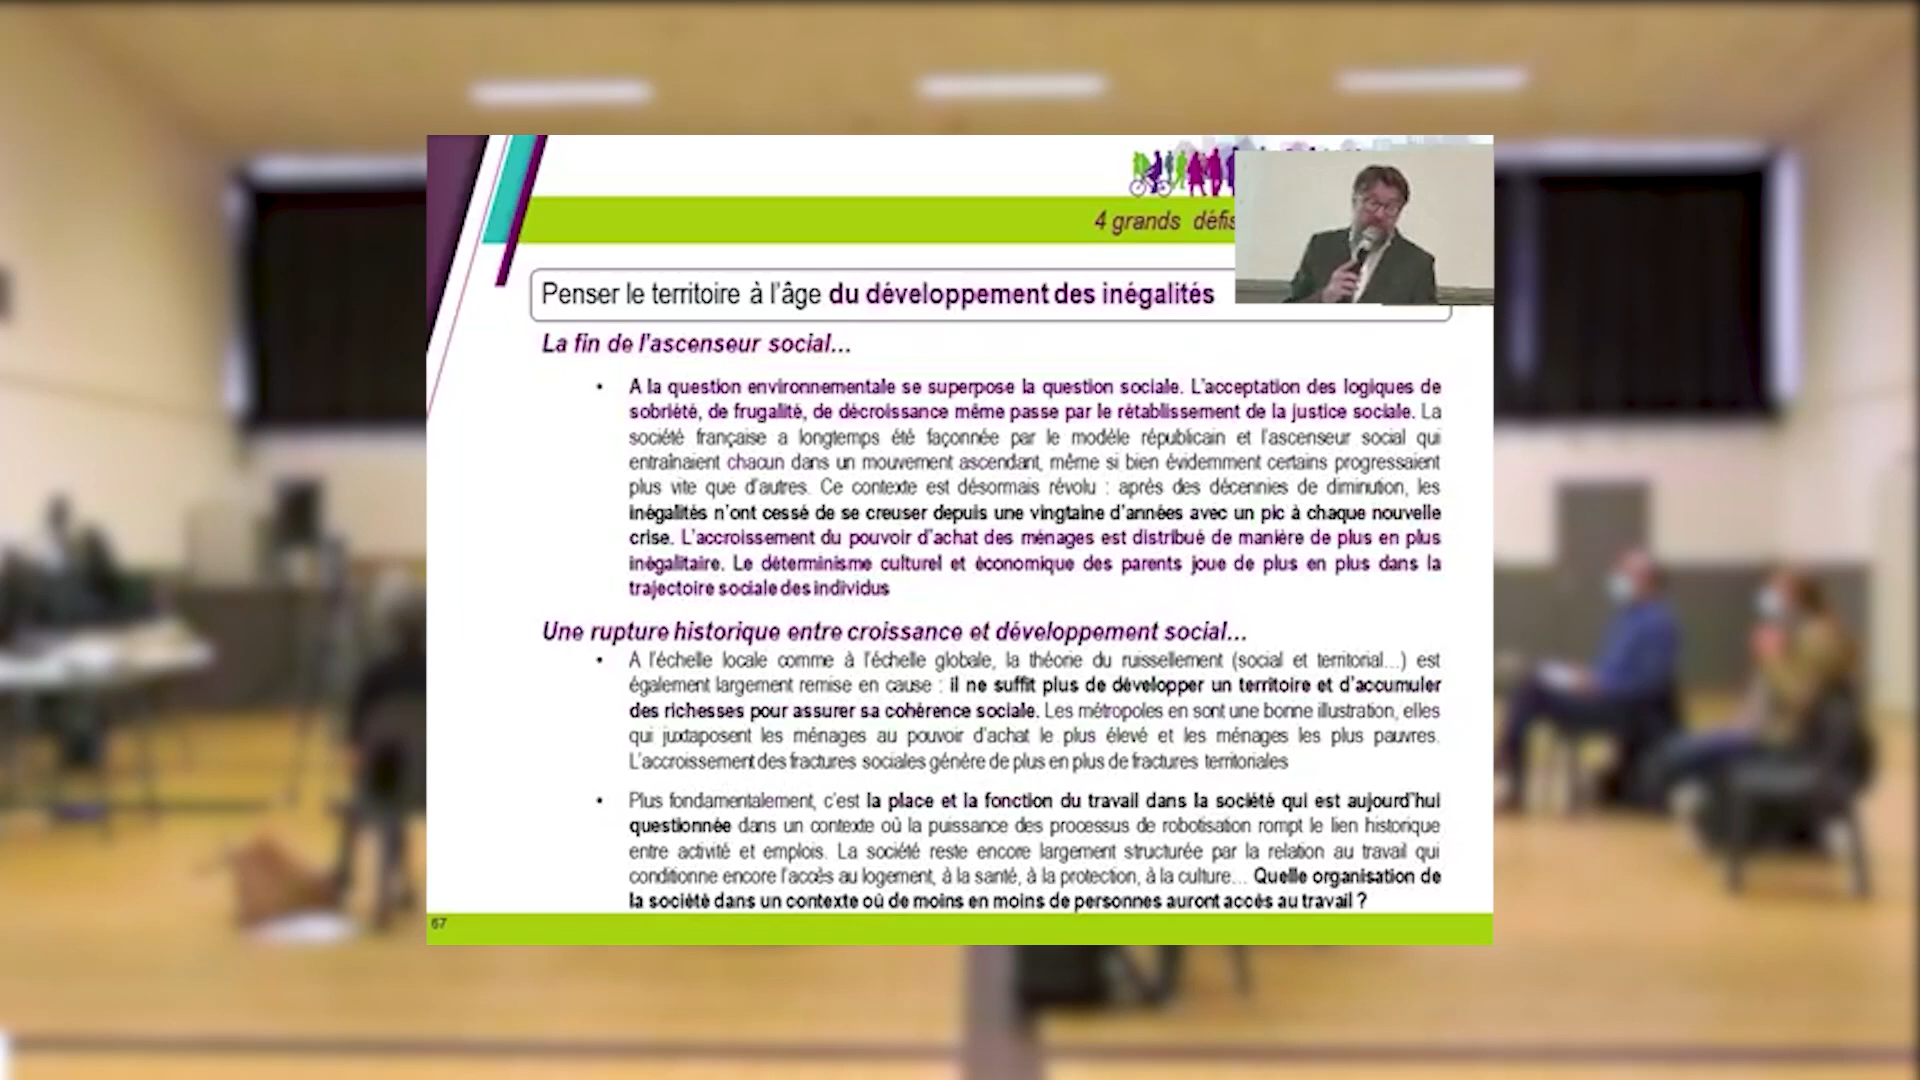 4 grands défis
Penser le territoire à l'âge du développement des inégalités
La fin de l'ascenseur social...
• A la question environnementale se superpose la question sociale. L'acceptation des logiques de
sobriété, de frugalité, de décroissance même passe par le rétablissement de la justice sociale. La
société française a longtemps été façonnée par le modèle républicain et l'ascenseur social qui
entraînaient chacun dans un mouvement ascendant, même si bien évidemment certains progressaient
plus vite que d'autres. Ce contexte est désormais révolu : après des décennies de diminution, les
inégalités n'ont cessé de se creuser depuis une vingtaine d'années avec un pic à chaque nouvelle
crise. L'accroissement du pouvoir d'achat des ménages est distribué de manière de plus en plus
inégalitaire. Le déterminisme culturel et économique des parents joue de plus en plus dans la
trajectoire sociale des individus
Une rupture historique entre croissance et développement social...
• A l'échelle locale comme à l'échelle globale, la théorie du ruissellement (social et territorial...) est
également largement remise en cause : il ne suffit plus de développer un territoire et d'accumuler
des richesses pour assurer sa cohérence sociale. Les métropoles en sont une bonne illustration, elles
qui juxtaposent les ménages au pouvoir d'achat le plus élevé et les ménages les plus pauvres.
L'accroissement des fractures sociales génère de plus en plus de fractures territoriales
• Plus fondamentalement, c'est la place et la fonction du travail dans la société qui est aujourd'hui
questionnée dans un contexte où la puissance des processus de robotisation rompt le lien historique
entre activité et emplois. La société reste encore largement structurée par la relation au travail qui
conditionne encore l'accès au logement, à la santé, à la protection, à la culture... Quelle organisation de
la société dans un contexte où de moins en moins de personnes auront accès au travail ?
67